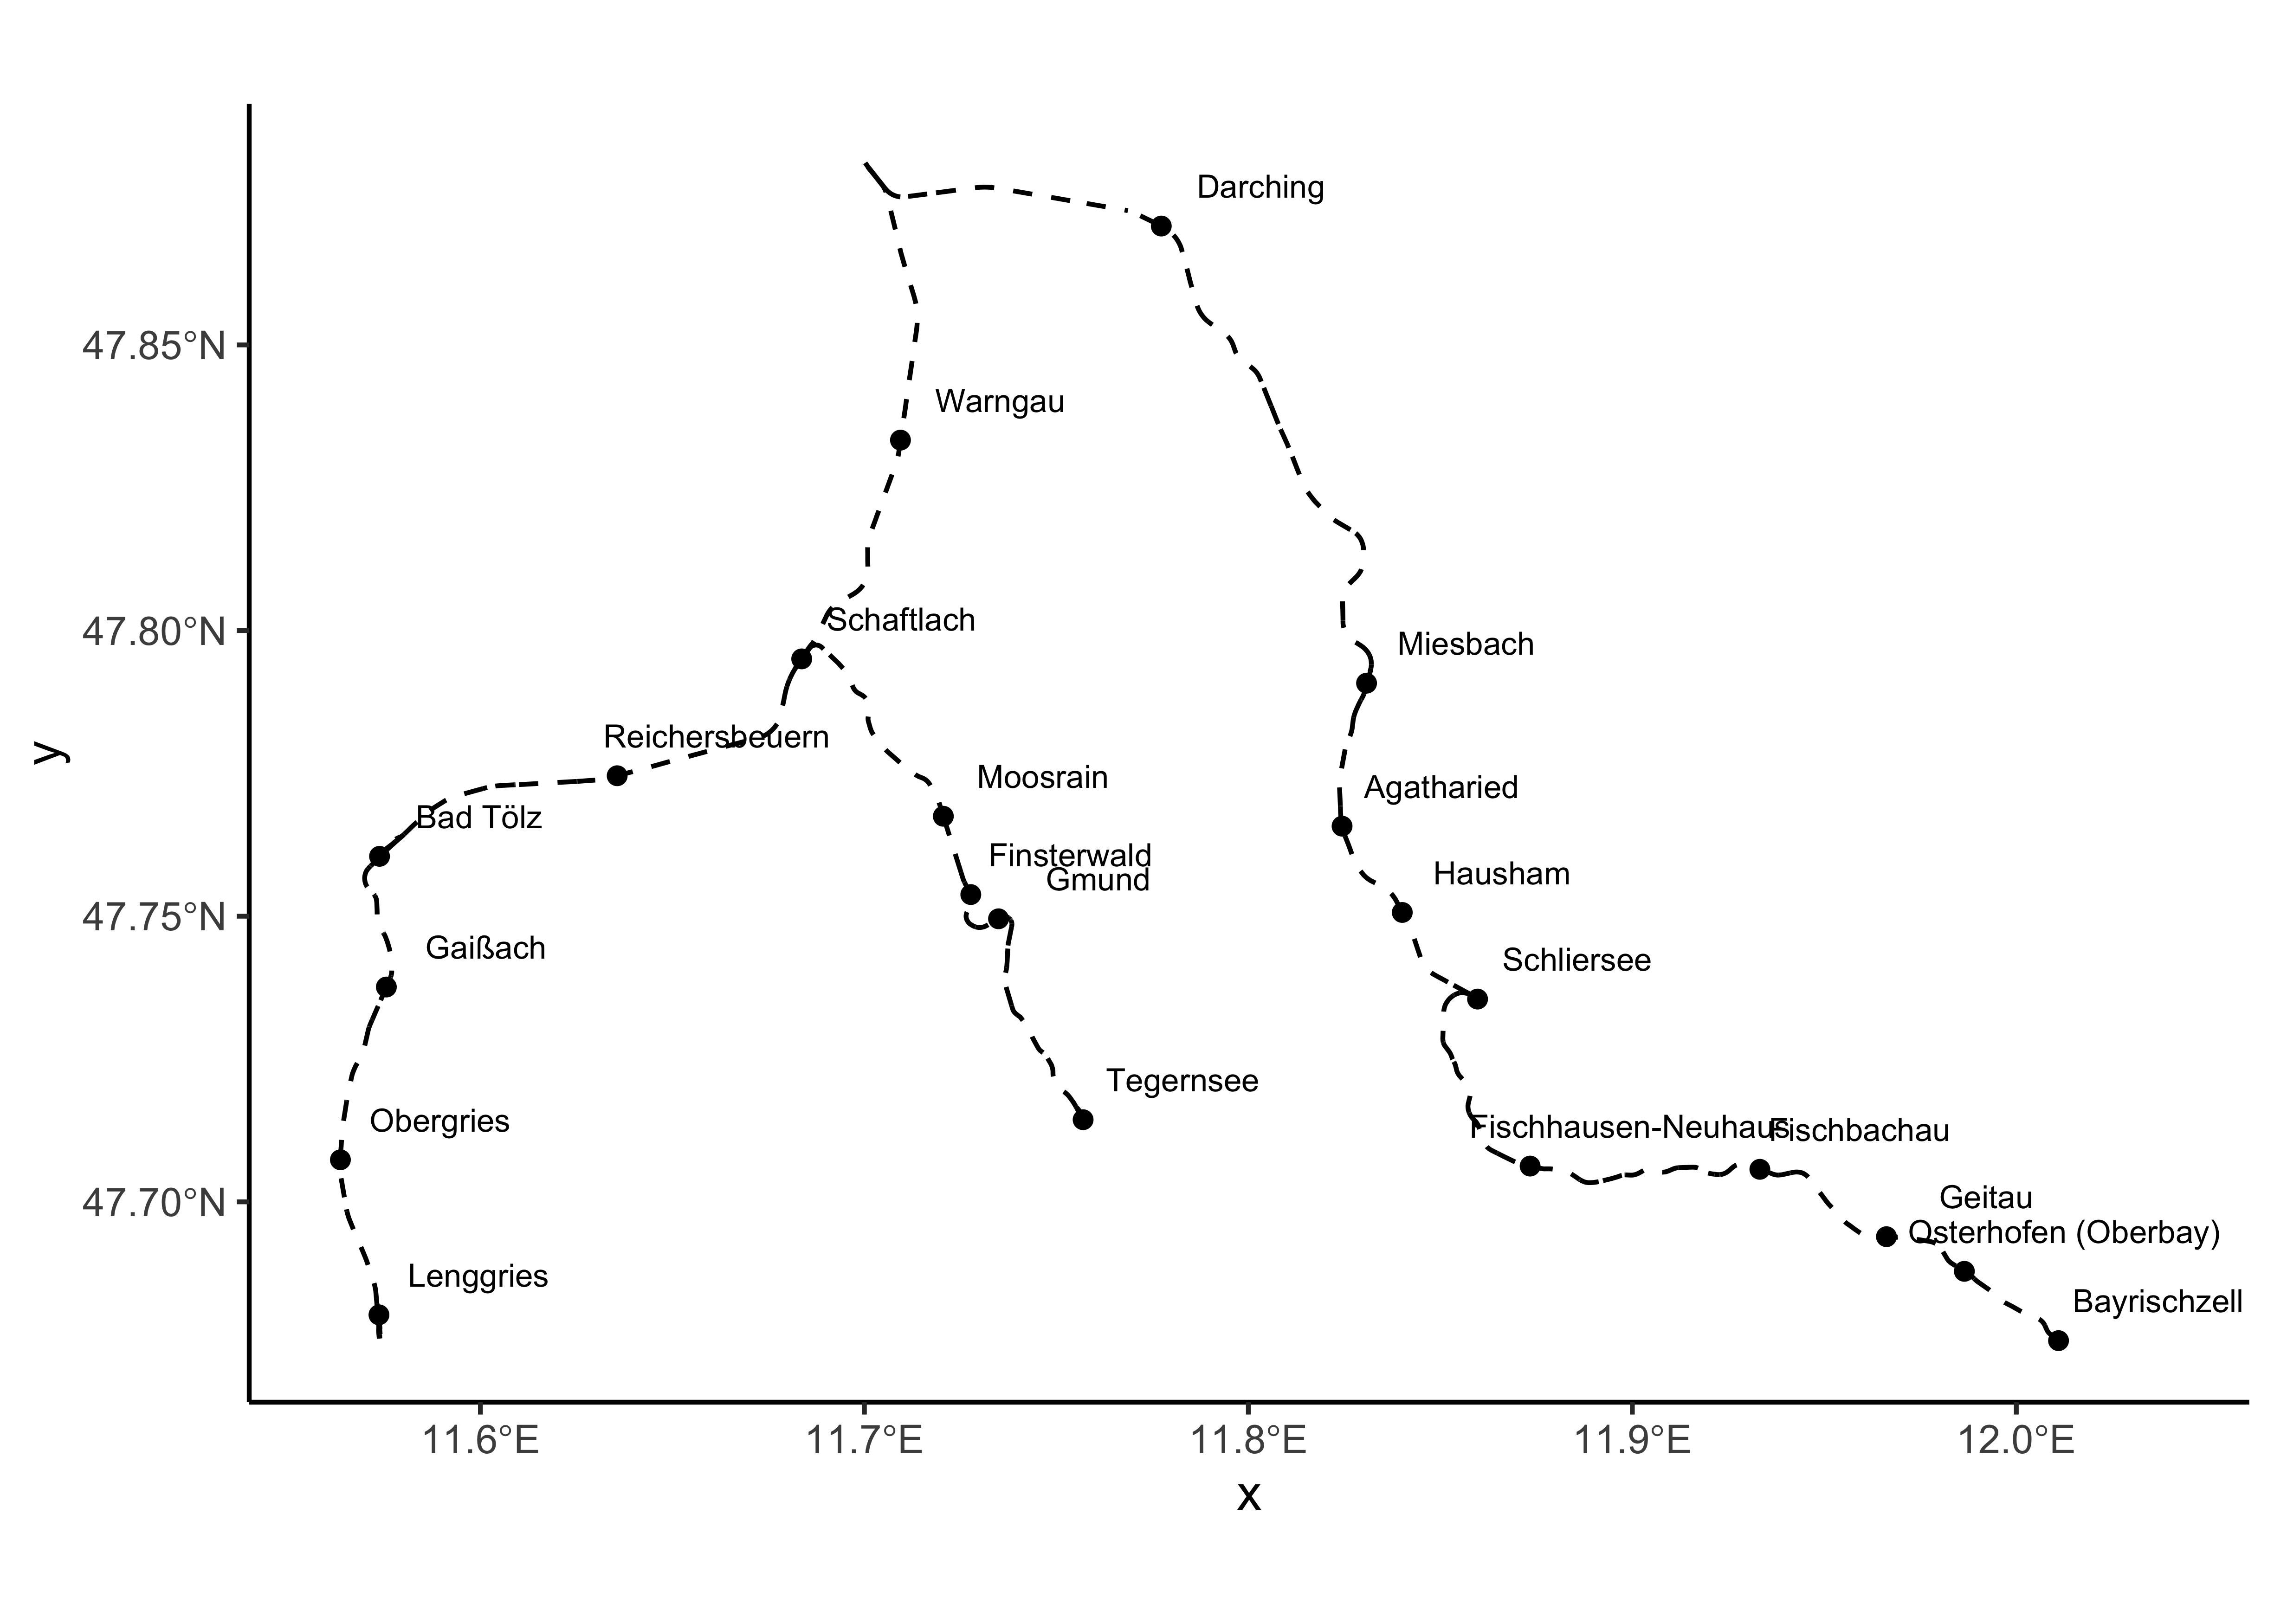 Darching
47.85°N
Warngau
Schaftlach
47.80°N
Miesbach
Reichersbeuern
Moosrain
Agatharied
Bad Tölz
Finsterwald
Hausham
Gmund
47.75°N
Gaißach
Schliersee
Tegernsee
Obergries
Fischhausen-Neuhaus
Fischbachau
47.70°N
Geitau
Osterhofen (Oberbay)
Lenggries
Bayrischzell
y
11.6°E
11.7°E
11.8°E
11.9°E
12.0°E
x